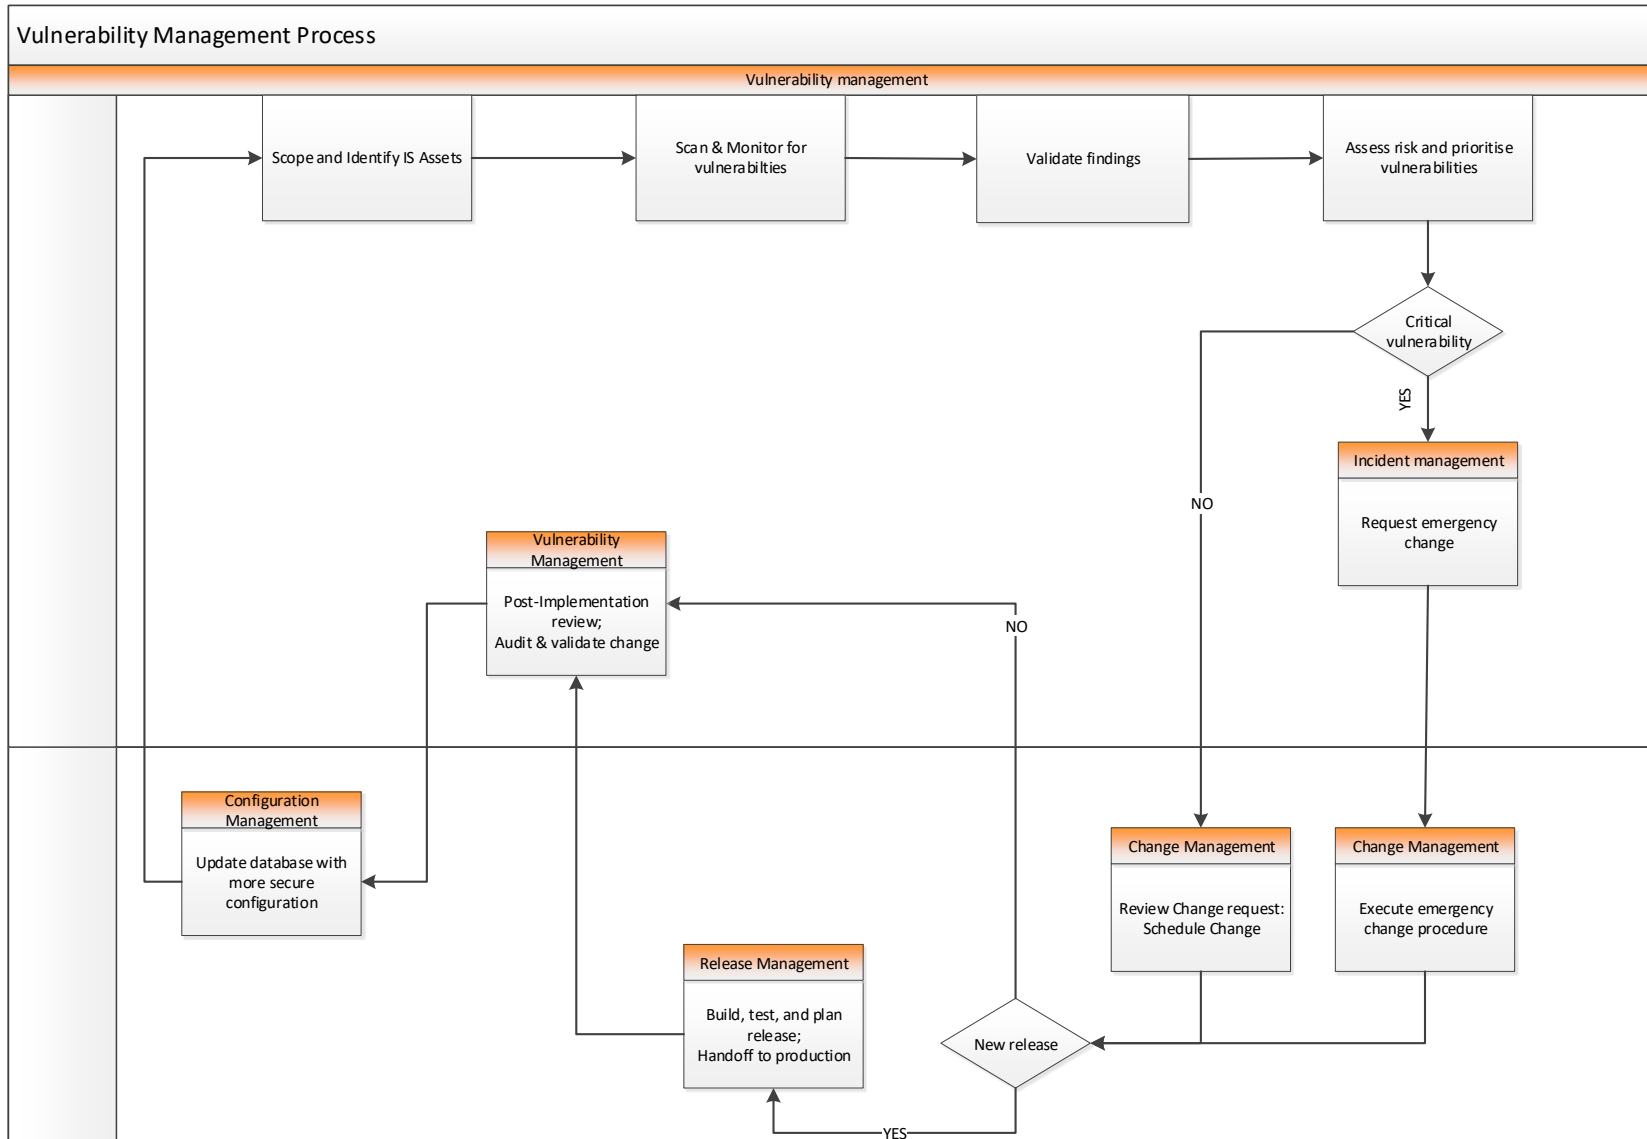 Vulnerability Management Process
Vulnerability management
Scope and Identify IS Assets
Scan & Monitor for
vulnerabilties
Validate findings
Assess risk and prioritise
vulnerabilities
Critical
vulnerability
YES
NO
Incident management
Request emergency
change
Vulnerability
Management
Post-Implementation
review;
Audit & validate change
NO
Configuration
Management
Update database with
more secure
configuration
Change Management
Review Change request:
Schedule Change
Change Management
Execute emergency
change procedure
Release Management
Build, test, and plan
release;
Handoff to production
New release
YES